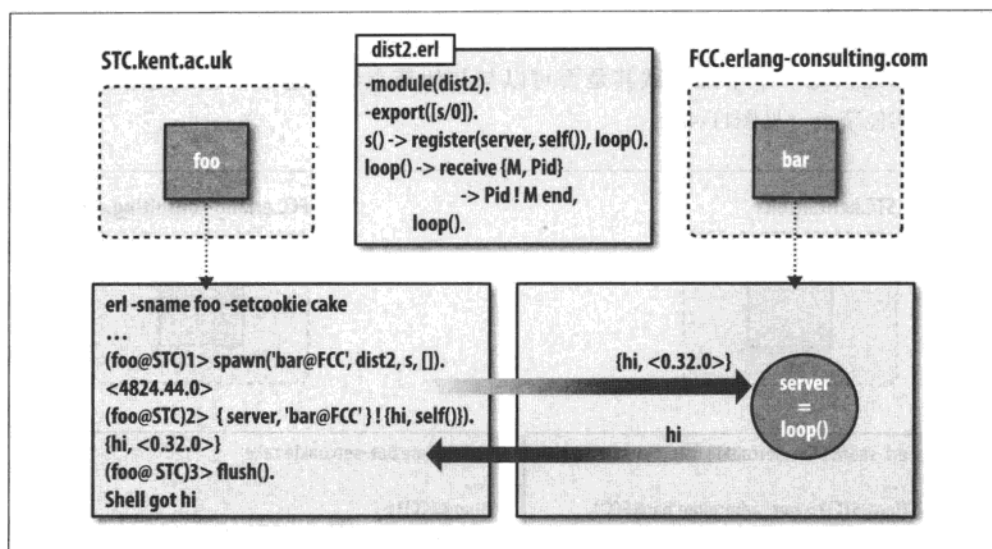 STC.kent.ac.uk
foo
dist2.erl
-module(dist2).
-export([s/0]).
s() -> register(server, self()), loop().
loop() -> receive {M, Pid}
-> Pid ! M end,
loop().
FCC.erlang-consulting.com
bar
erl -sname foo -setcookie cake
...
(foo@STC)1> spawn('bar@FCC', dist2, s, []).
<4824.44.0>
(foo@STC)2> { server, 'bar@FCC' } ! {hi, self()}).
{hi, <0.32.0>}
(foo@ STC)3> flush().
Shell got hi
{hi, <0.32.0>}
hi
server
=
loop()